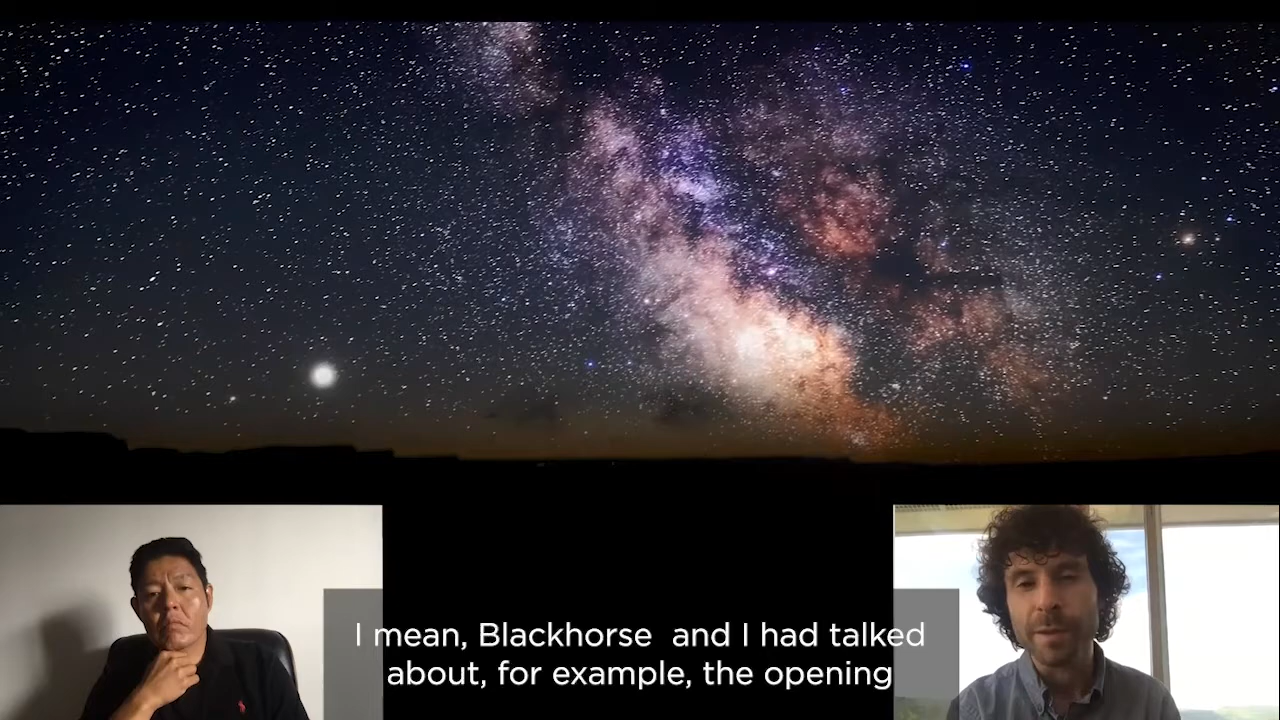 I mean, Blackhorse  and I had talked
about, for example, the opening